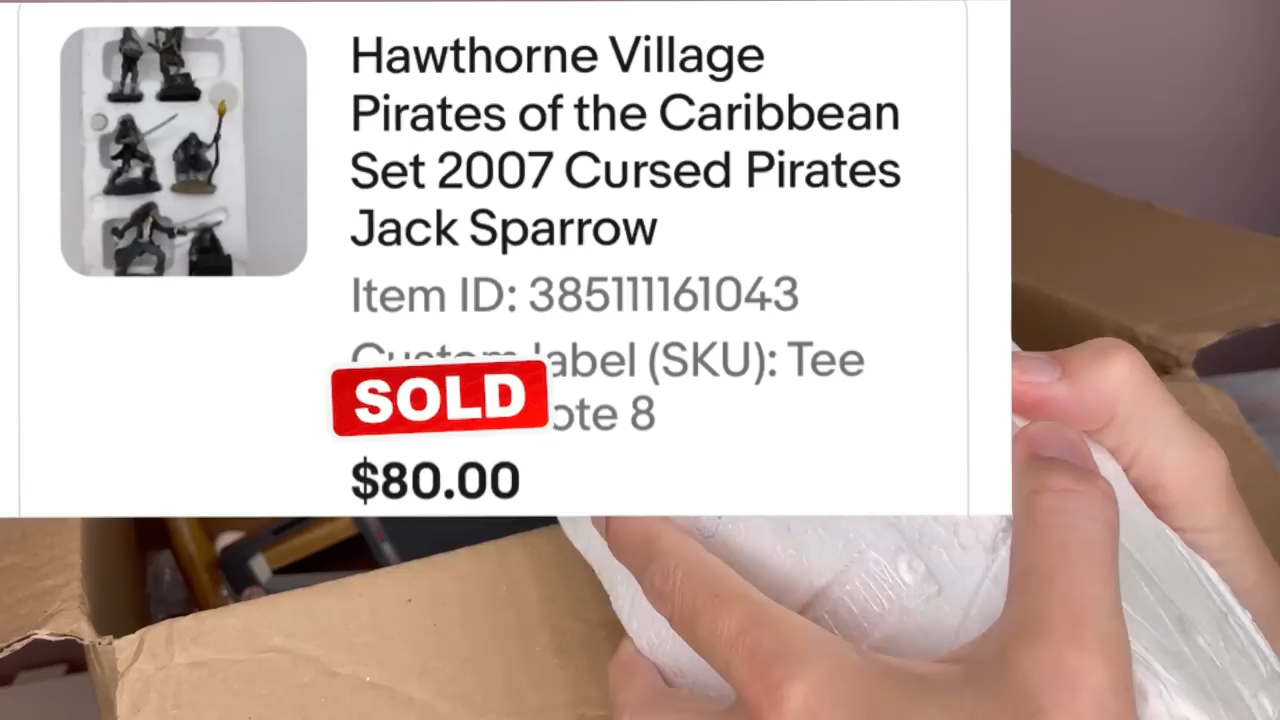 Hawthorne Village
Pirates of the Caribbean
Set 2007 Cursed Pirates
Jack Sparrow
Item ID: 385111161043
Custom label (SKU): Tee
SOLD
ote 8
$80.00